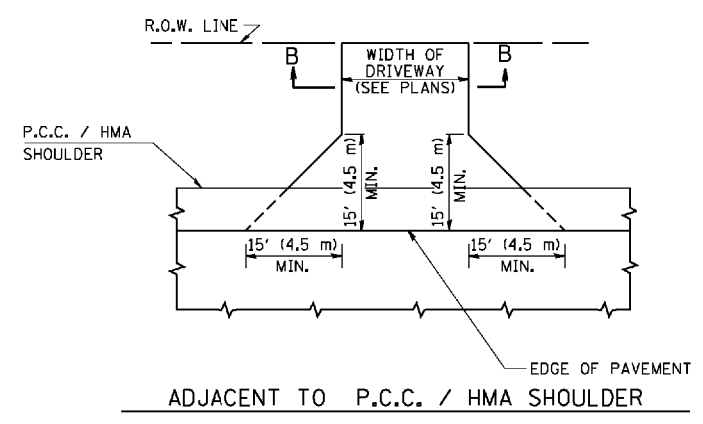 R.O.W. LINE
B
WIDTH OF
DRIVEWAY
(SEE PLANS)
B
P.C.C. / HMA
SHOULDER
15' (4.5 m)
MIN.
15' (4.5 m)
MIN.
15' (4.5 m)
MIN.
15' (4.5 m)
MIN.
EDGE OF PAVEMENT
ADJACENT TO P.C.C. / HMA SHOULDER